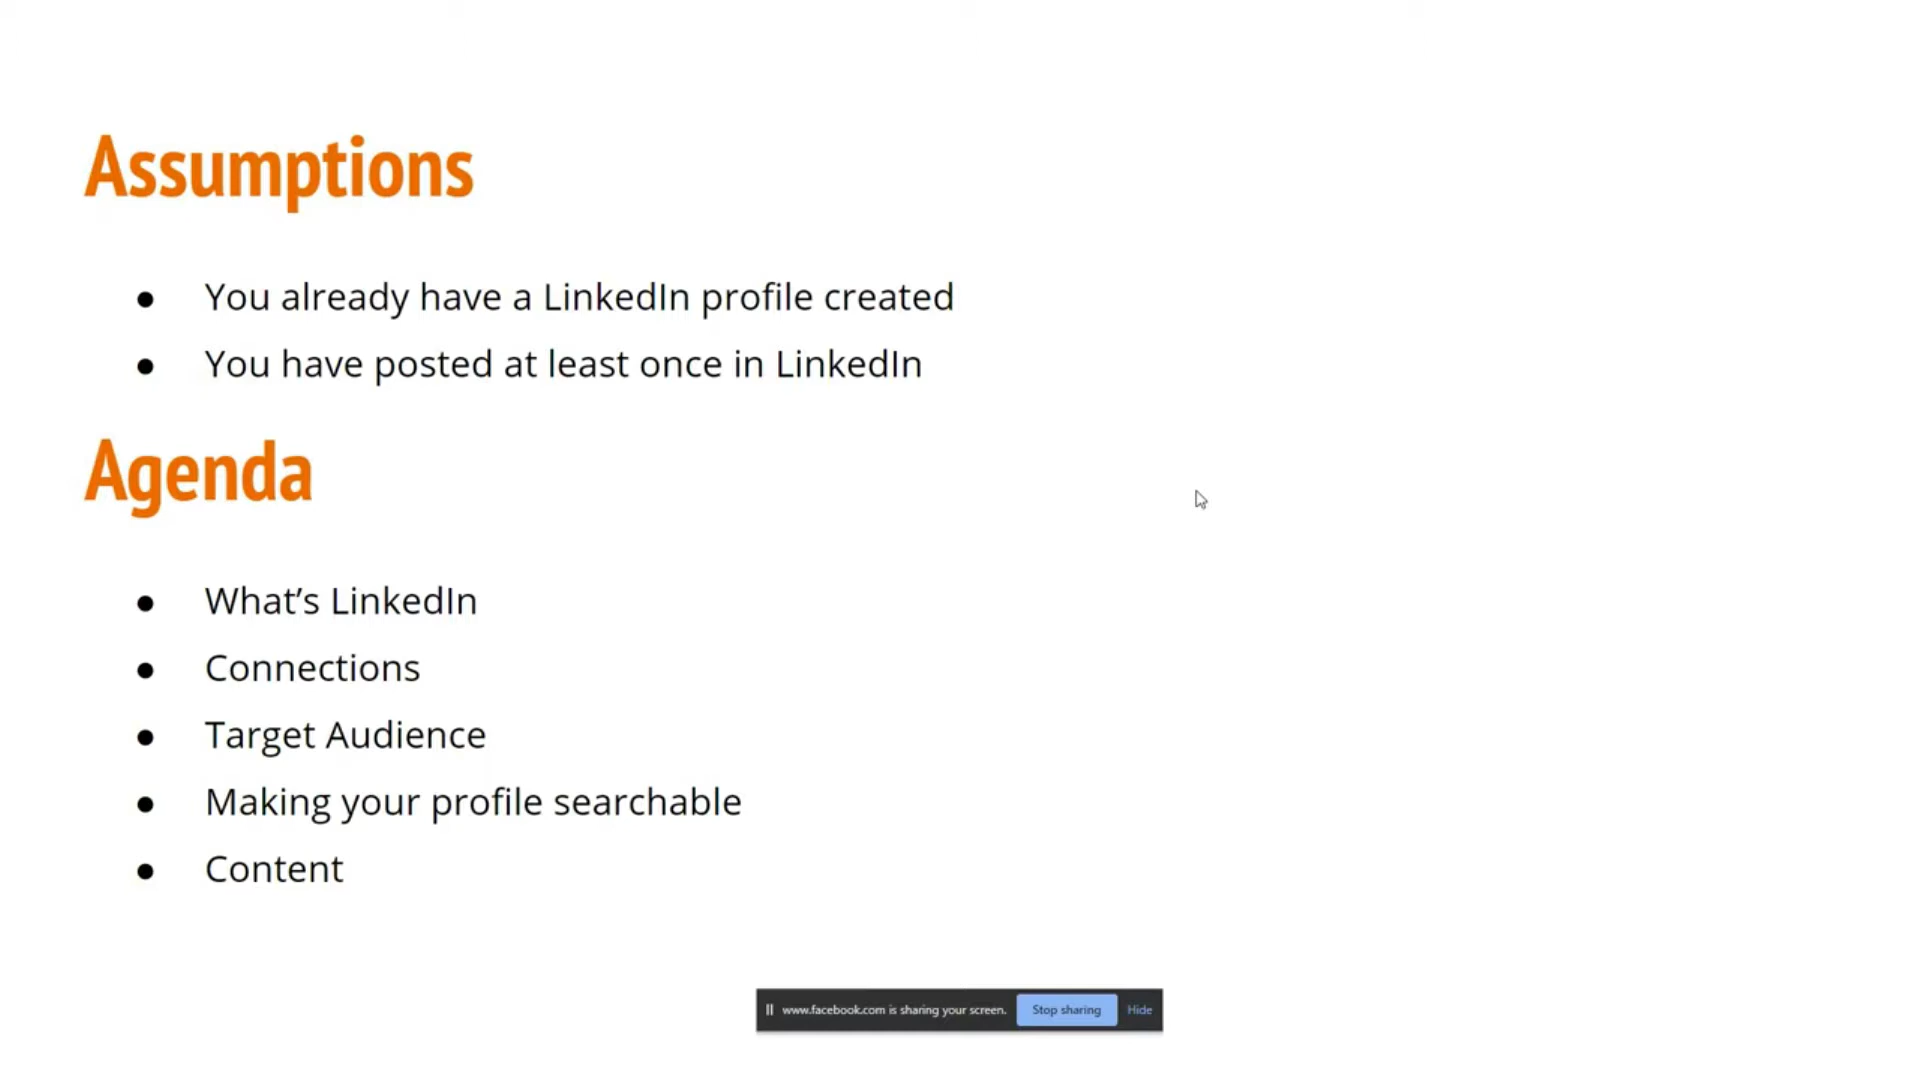 Assumptions
● You already have a LinkedIn profile created
● You have posted at least once in LinkedIn
Agenda
● What’s LinkedIn
● Connections
● Target Audience
● Making your profile searchable
● Content
www.facebook.com is sharing your screen. Stop sharing Hide